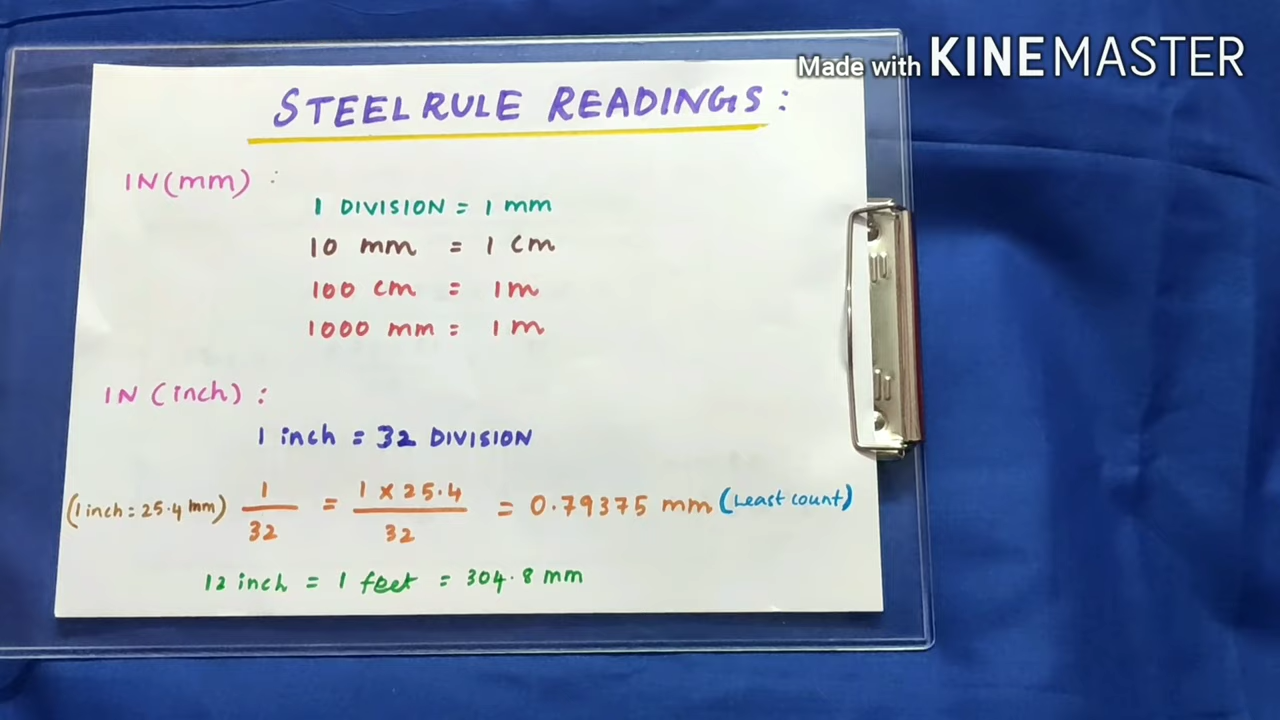 Made with KINEMASTER
STEELRULE READINGS :
IN (mm) :
1 DIVISION = 1 mm
10 mm = 1 cm
100 cm = 1m
1000 mm = 1m
IN (inch) :
1 inch = 32 DIVISION
(1 inch = 25.4 mm) 1/32 = 1 × 25.4/32 = 0.79375 mm (Least count)
12 inch = 1 feet = 304.8 mm